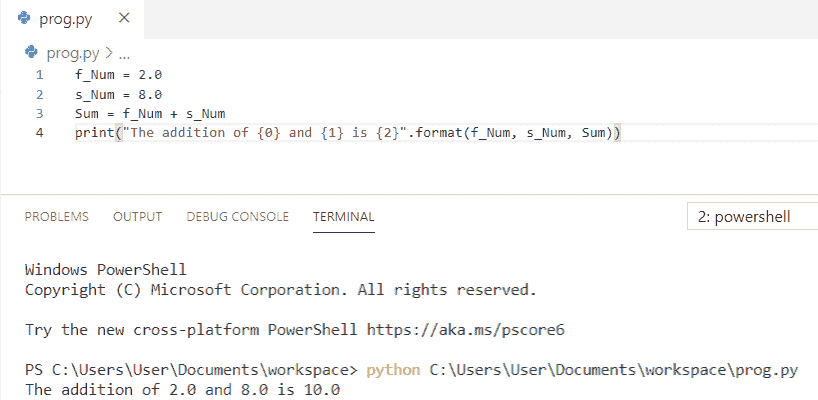 prog.py ×
prog.py > ...
1 f_Num = 2.0
2 s_Num = 8.0
3 Sum = f_Num + s_Num
4 print("The addition of {0} and {1} is {2}".format(f_Num, s_Num, Sum))
PROBLEMS OUTPUT DEBUG CONSOLE TERMINAL 2: powershell
Windows PowerShell
Copyright (C) Microsoft Corporation. All rights reserved.
Try the new cross-platform PowerShell https://aka.ms/pscore6
PS C:\Users\User\Documents\workspace> python C:\Users\User\Documents\workspace\prog.py
The addition of 2.0 and 8.0 is 10.0